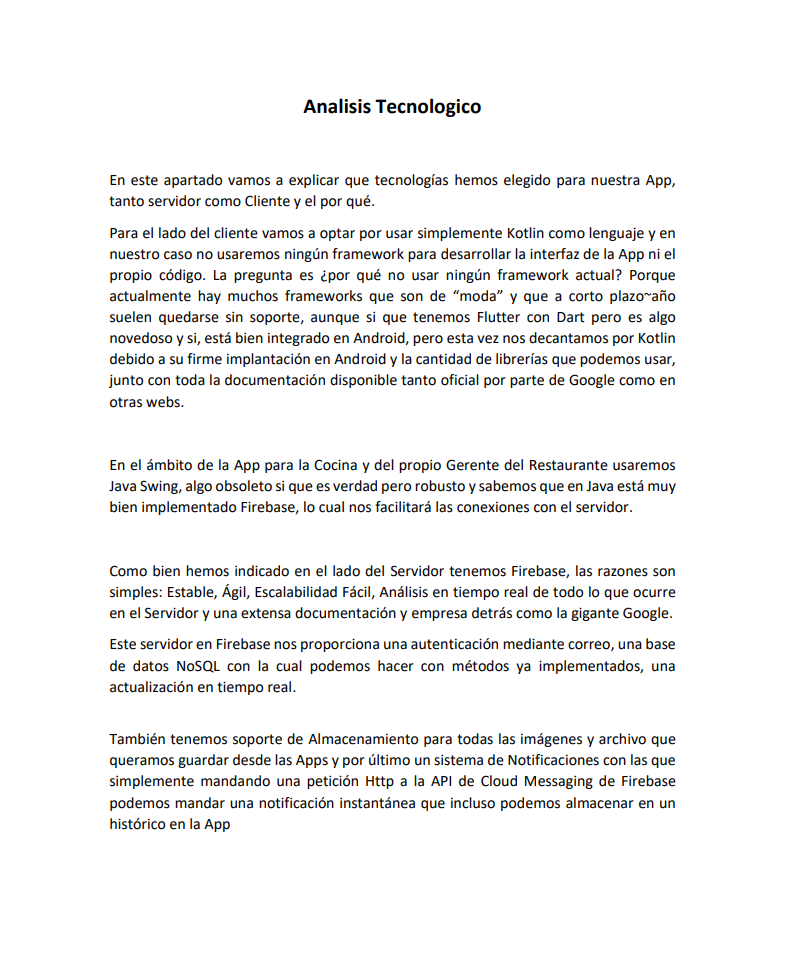 Analisis Tecnologico
En este apartado vamos a explicar que tecnologías hemos elegido para nuestra App,
tanto servidor como Cliente y el por qué.
Para el lado del cliente vamos a optar por usar simplemente Kotlin como lenguaje y en
nuestro caso no usaremos ningún framework para desarrollar la interfaz de la App ni el
propio código. La pregunta es ¿por qué no usar ningún framework actual? Porque
actualmente hay muchos frameworks que son de “moda” y que a corto plazo~año
suelen quedarse sin soporte, aunque si que tenemos Flutter con Dart pero es algo
novedoso y si, está bien integrado en Android, pero esta vez nos decantamos por Kotlin
debido a su firme implantación en Android y la cantidad de librerías que podemos usar,
junto con toda la documentación disponible tanto oficial por parte de Google como en
otras webs.
En el ámbito de la App para la Cocina y del propio Gerente del Restaurante usaremos
Java Swing, algo obsoleto si que es verdad pero robusto y sabemos que en Java está muy
bien implementado Firebase, lo cual nos facilitará las conexiones con el servidor.
Como bien hemos indicado en el lado del Servidor tenemos Firebase, las razones son
simples: Estable, Ágil, Escalabilidad Fácil, Análisis en tiempo real de todo lo que ocurre
en el Servidor y una extensa documentación y empresa detrás como la gigante Google.
Este servidor en Firebase nos proporciona una autenticación mediante correo, una base
de datos NoSQL con la cual podemos hacer con métodos ya implementados, una
actualización en tiempo real.
También tenemos soporte de Almacenamiento para todas las imágenes y archivo que
queramos guardar desde las Apps y por último un sistema de Notificaciones con las que
simplemente mandando una petición Http a la API de Cloud Messaging de Firebase
podemos mandar una notificación instantánea que incluso podemos almacenar en un
histórico en la App